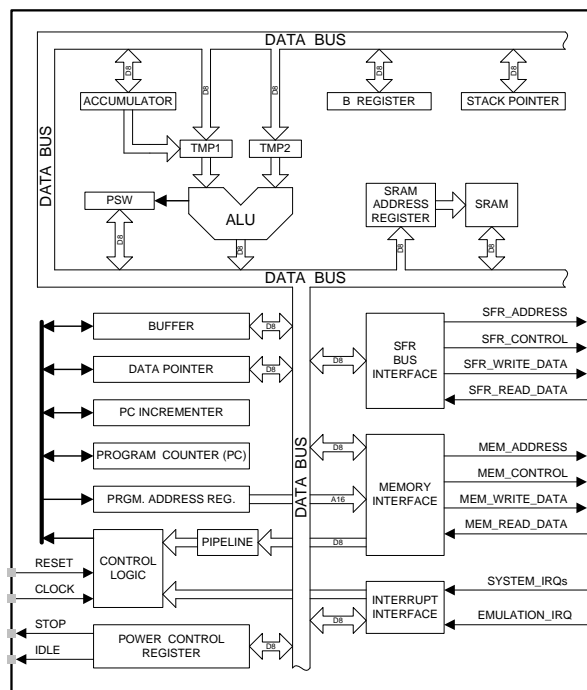 DATA BUS
D8
D8
D8
D8
D8
ACCUMULATOR
B REGISTER
STACK POINTER
DATA BUS
TMP1
TMP2
PSW
ALU
SRAM
ADDRESS
REGISTER
SRAM
D8
D8
D8
D8
DATA BUS
BUFFER
D8
DATA POINTER
D8
PC INCREMENTER
PROGRAM COUNTER (PC)
PRGM. ADDRESS REG.
A16
DATA BUS
D8
SFR
BUS
INTERFACE
SFR_ADDRESS
SFR_CONTROL
SFR_WRITE_DATA
SFR_READ_DATA
D8
MEMORY
INTERFACE
MEM_ADDRESS
MEM_CONTROL
MEM_WRITE_DATA
MEM_READ_DATA
RESET
CLOCK
CONTROL
LOGIC
PIPELINE
D8
STOP
IDLE
POWER CONTROL
REGISTER
D8
D8
INTERRUPT
INTERFACE
SYSTEM_IRQs
EMULATION_IRQ